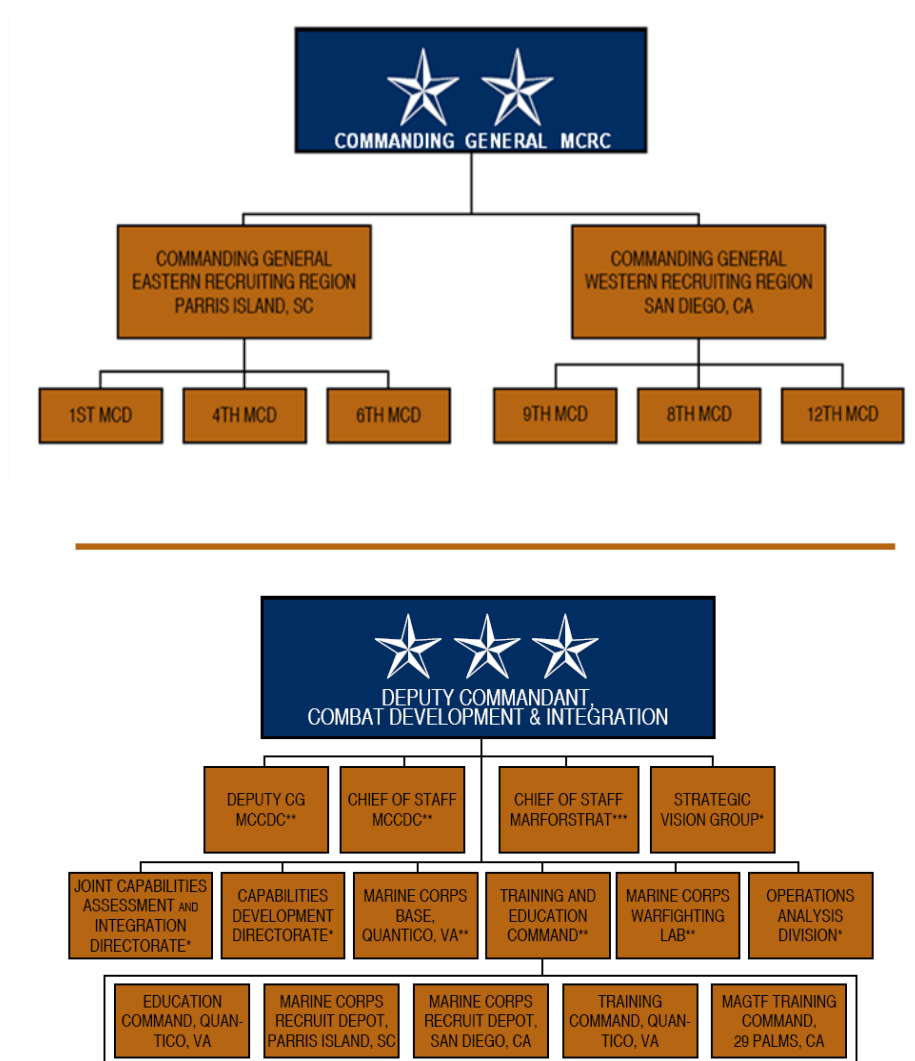 COMMANDING GENERAL MCRC
COMMANDING GENERAL
EASTERN RECRUITING REGION
PARRIS ISLAND, SC
COMMANDING GENERAL
WESTERN RECRUITING REGION
SAN DIEGO, CA
1ST MCD
4TH MCD
6TH MCD
9TH MCD
8TH MCD
12TH MCD
DEPUTY COMMANDANT,
COMBAT DEVELOPMENT & INTEGRATION
DEPUTY CG
MCCDC**
CHIEF OF STAFF
MCCDC**
CHIEF OF STAFF
MARFORSTRAT***
STRATEGIC
VISION GROUP*
JOINT CAPABILITIES
ASSESSMENT AND
INTEGRATION
DIRECTORATE*
CAPABILITIES
DEVELOPMENT
DIRECTORATE*
MARINE CORPS
BASE,
QUANTICO, VA**
TRAINING AND
EDUCATION
COMMAND**
MARINE CORPS
WARFIGHTING
LAB**
OPERATIONS
ANALYSIS
DIVISION*
EDUCATION
COMMAND, QUAN-
TICO, VA
MARINE CORPS
RECRUIT DEPOT,
PARRIS ISLAND, SC
MARINE CORPS
RECRUIT DEPOT,
SAN DIEGO, CA
TRAINING
COMMAND, QUAN-
TICO, VA
MAGTF TRAINING
COMMAND,
29 PALMS, CA